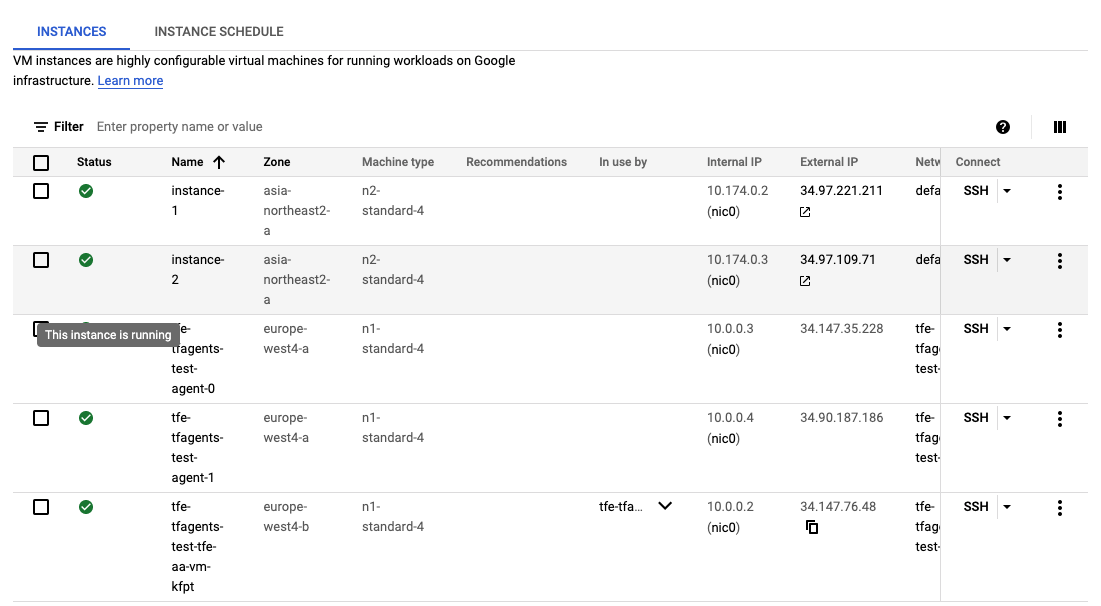 INSTANCES INSTANCE SCHEDULE
VM instances are highly configurable virtual machines for running workloads on Google
infrastructure. Learn more
Filter Enter property name or value
Status Name Zone Machine type Recommendations In use by Internal IP External IP Netw Connect
instance- asia- n2- 10.174.0.2 34.97.221.211 defa SSH
1 northeast2- standard-4 (nic0)
a
instance- asia- n2- 10.174.0.3 34.97.109.71 defa SSH
2 northeast2- standard-4 (nic0)
a
This instance is running
fe- europe- n1- 10.0.0.3 34.147.35.228 tfe- SSH
tfagents- west4-a standard-4 (nic0) tfag
test- test-
agent-0
tfe- europe- n1- 10.0.0.4 34.90.187.186 tfe- SSH
tfagents- west4-a standard-4 (nic0) tfag
test- test-
agent-1
tfe- europe- n1- tfe-tfa... 10.0.0.2 34.147.76.48 tfe- SSH
tfagents- west4-b standard-4 (nic0) tfag
test-tfe- test-
aa-vm-
kfpt